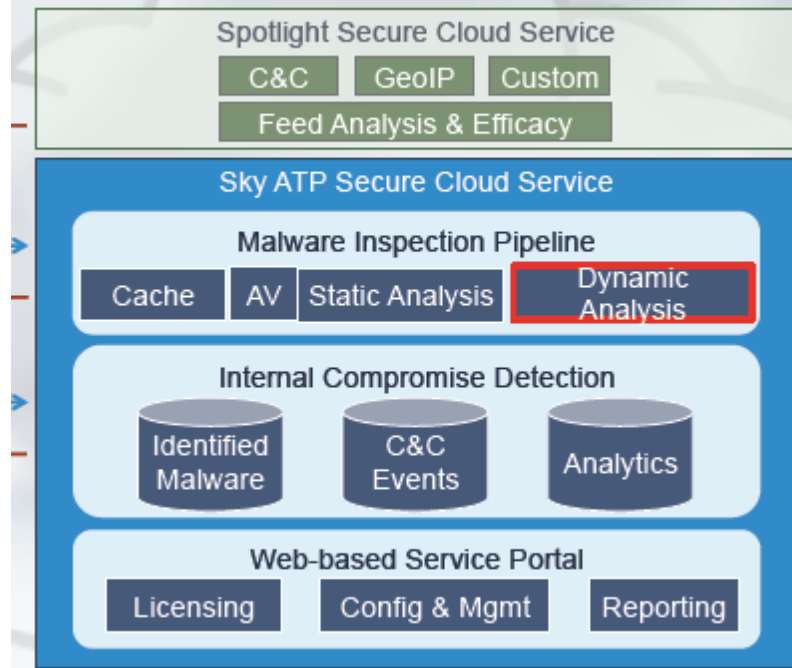 Spotlight Secure Cloud Service
C&C GeoIP Custom
Feed Analysis & Efficacy
Sky ATP Secure Cloud Service
Malware Inspection Pipeline
Cache AV Static Analysis Dynamic
Analysis
Internal Compromise Detection
Identified
Malware
C&C
Events
Analytics
Web-based Service Portal
Licensing Config & Mgmt Reporting